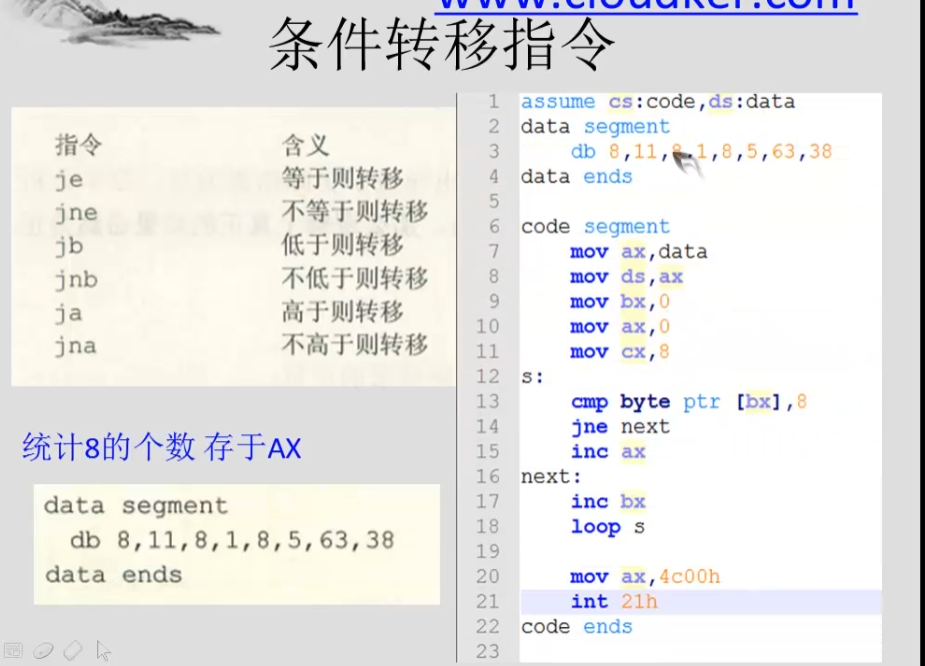 www.cloudker.com
条件转移指令
指令 含义
je 等于则转移
jne 不等于则转移
jb 低于则转移
jnb 不低于则转移
ja 高于则转移
jna 不高于则转移
统计8的个数 存于AX
data segment
db 8,11,8,1,8,5,63,38
data ends
1 assume cs:code,ds:data
2 data segment
3 db 8,11,8,1,8,5,63,38
4 data ends
5
6 code segment
7 mov ax,data
8 mov ds,ax
9 mov bx,0
10 mov ax,0
11 mov cx,8
12 s:
13 cmp byte ptr [bx],8
14 jne next
15 inc ax
16 next:
17 inc bx
18 loop s
19
20 mov ax,4c00h
21 int 21h
22 code ends
23